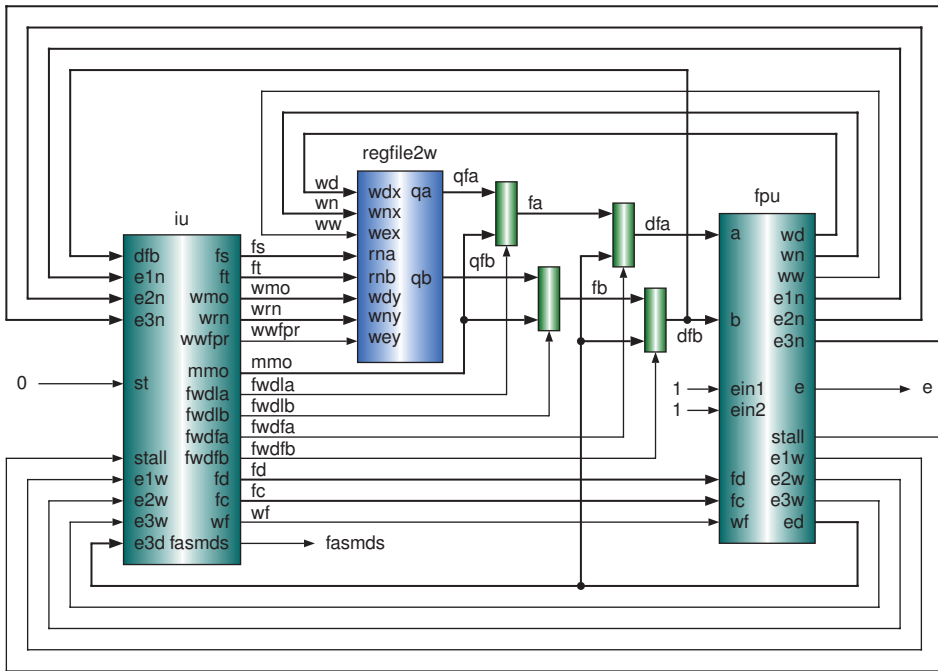 regfile2w
qfa
wd
wdx
qa
fa
fpu
wn
wnx
iu
ww
wex
qfb
dfa
a
wd
dfb
fs
fs
rna
wn
e1n
ft
ft
rnb
qb
ww
e2n
wmo
wmo
wdy
fb
e1n
e3n
wrn
wrn
wny
b
e2n
wwfpr
wwfpr
wey
dfb
e3n
mmo
mmo
0
st
fwdla
fwdla
1
ein1
e
e
fwdlb
fwdlb
1
ein2
fwdfa
fwdfa
stall
stall
fwdfb
fwdfb
e1w
e1w
fd
fd
fd
e2w
e2w
fc
fc
fc
e3w
e3w
wf
wf
wf
ed
e3d
fasmds
fasmds